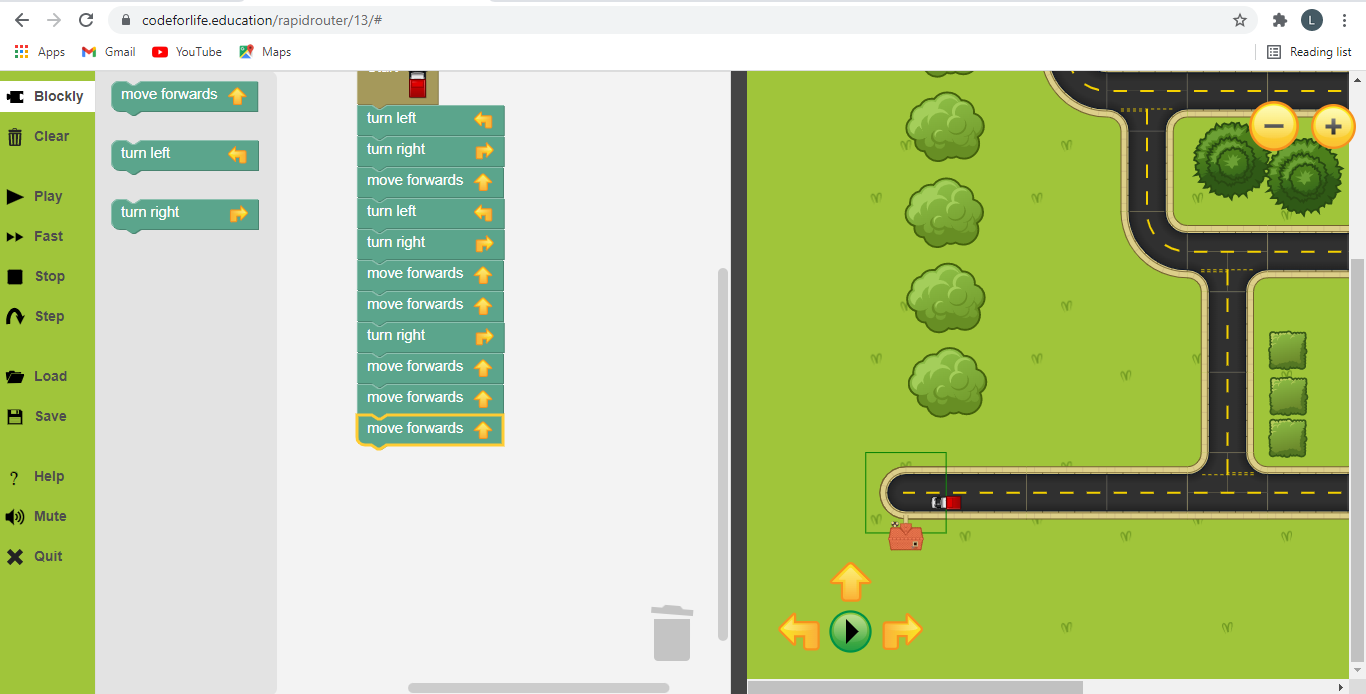 codeforlife.education/rapidrouter/13/#
L
Apps
Gmail
YouTube
Maps
Reading list
Blockly
Clear
Play
Fast
Stop
Step
Load
Save
Help
Mute
Quit
move forwards
turn left
turn right
turn left
turn right
move forwards
turn left
turn right
move forwards
move forwards
turn right
move forwards
move forwards
move forwards